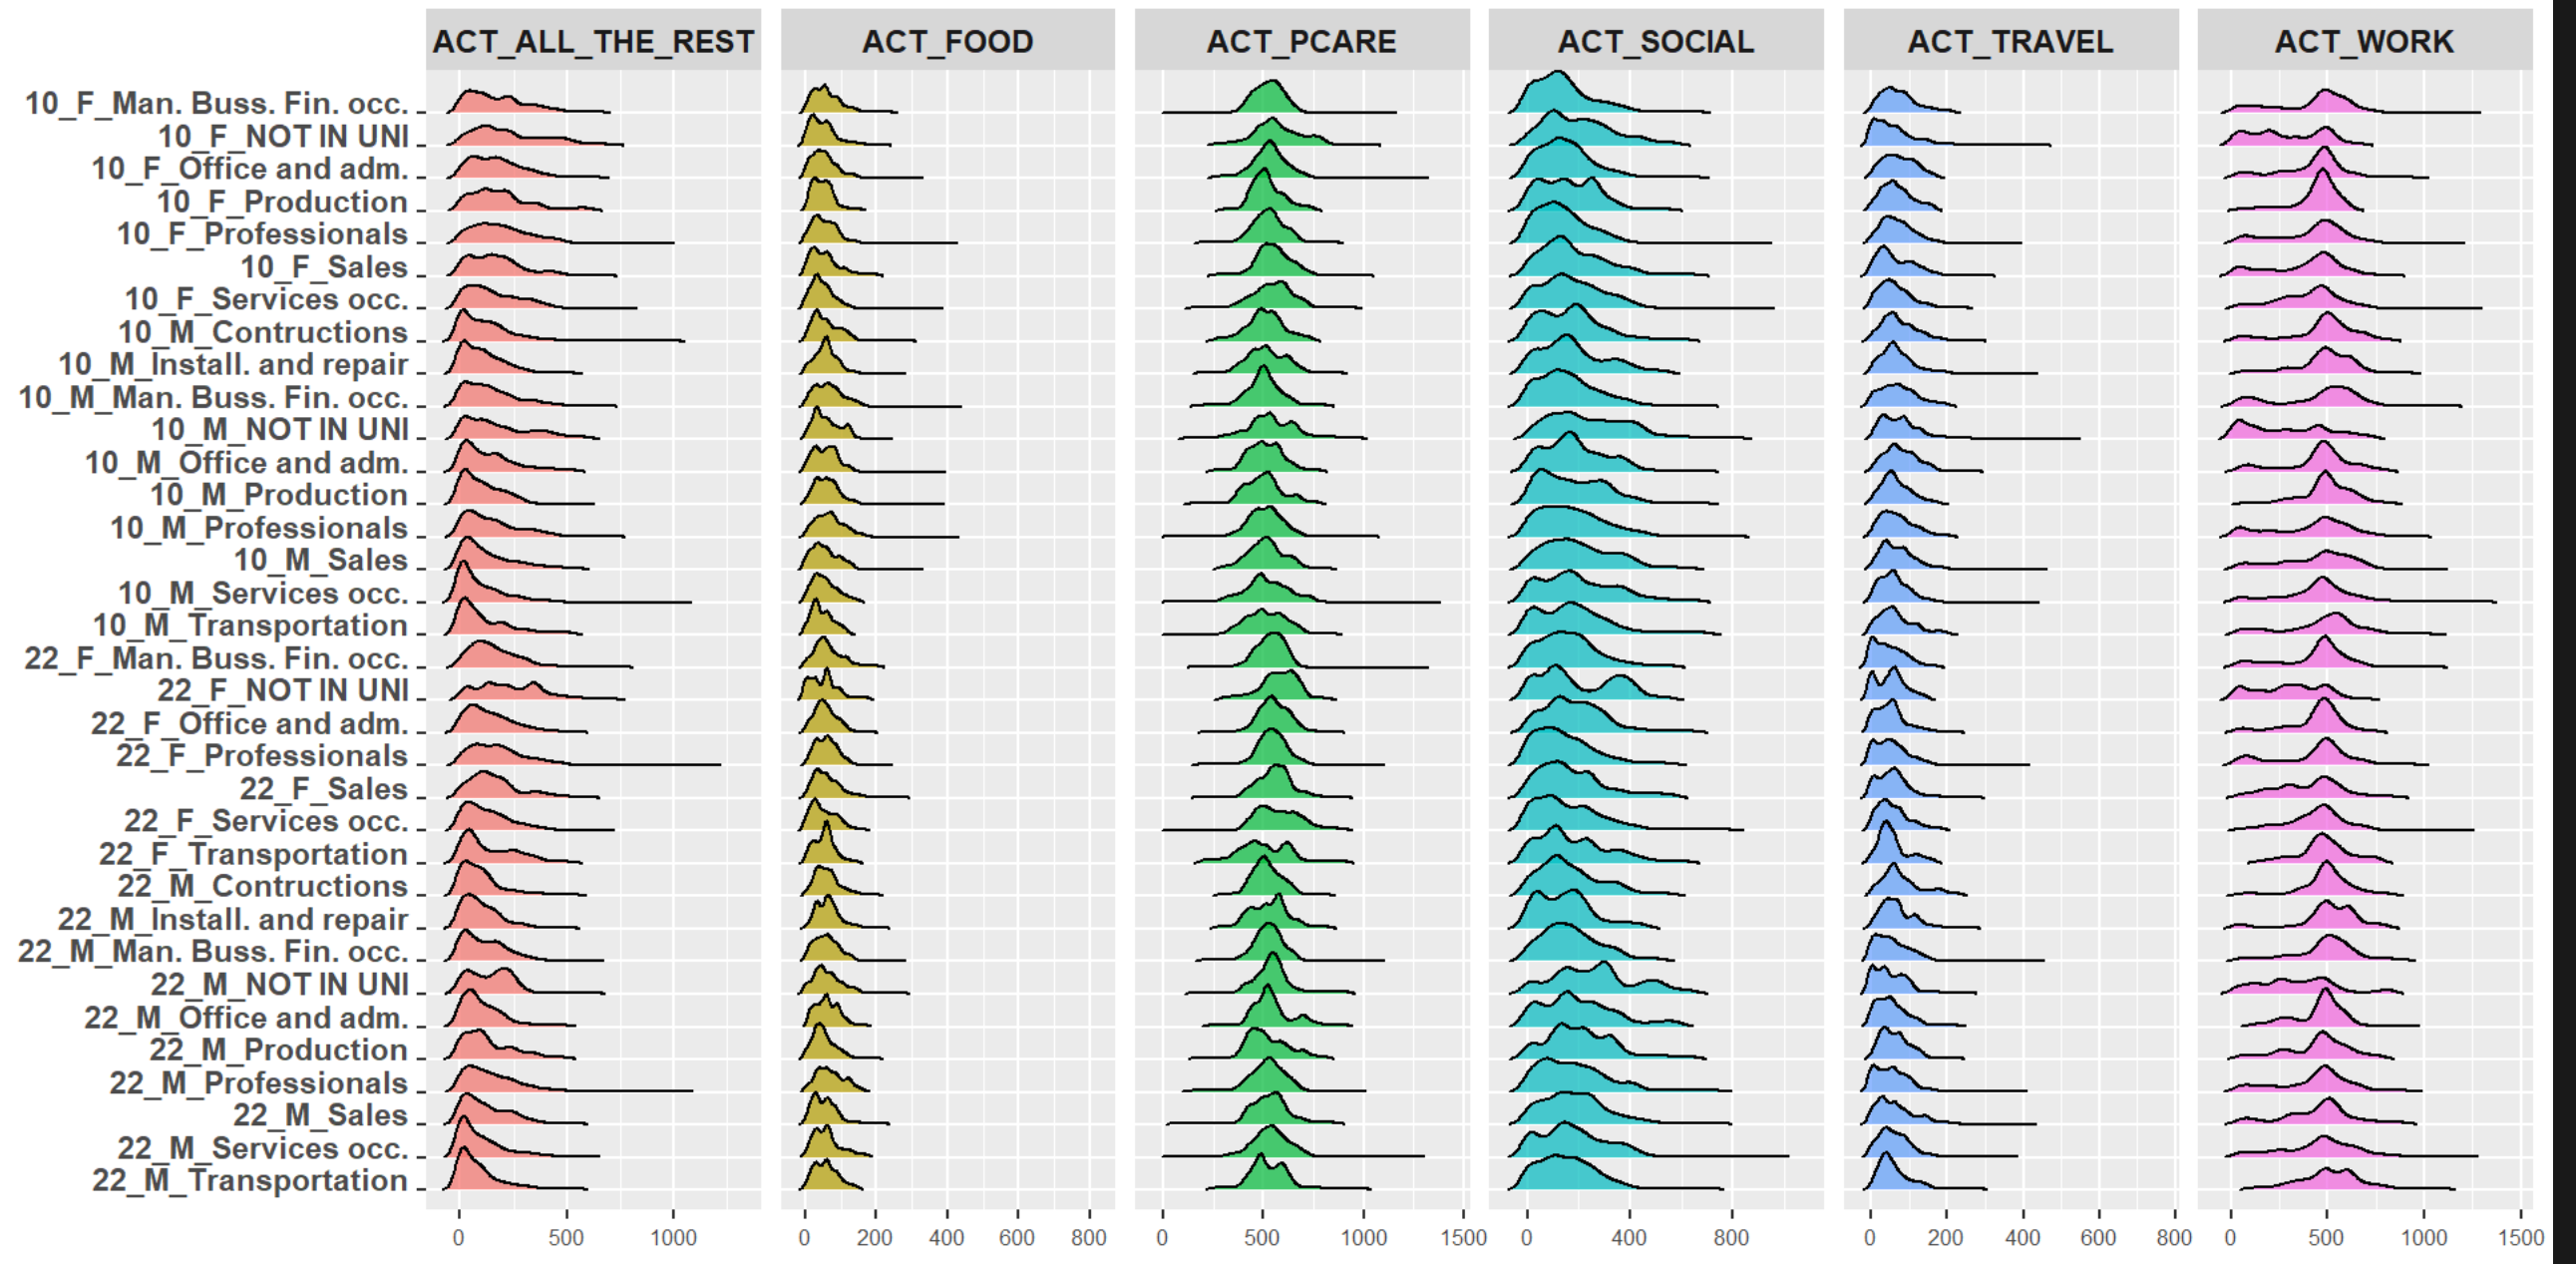 ACT_ALL_THE_REST ACT_FOOD ACT_PCARE ACT_SOCIAL ACT_TRAVEL ACT_WORK
10_F_Man. Buss. Fin. occ.
10_F_NOT IN UNI
10_F_Office and adm.
10_F_Production
10_F_Professionals
10_F_Sales
10_F_Services occ.
10_M_Contructions
10_M_Install. and repair
10_M_Man. Buss. Fin. occ.
10_M_NOT IN UNI
10_M_Office and adm.
10_M_Production
10_M_Professionals
10_M_Sales
10_M_Services occ.
10_M_Transportation
22_F_Man. Buss. Fin. occ.
22_F_NOT IN UNI
22_F_Office and adm.
22_F_Professionals
22_F_Sales
22_F_Services occ.
22_F_Transportation
22_M_Contructions
22_M_Install. and repair
22_M_Man. Buss. Fin. occ.
22_M_NOT IN UNI
22_M_Office and adm.
22_M_Production
22_M_Professionals
22_M_Sales
22_M_Services occ.
22_M_Transportation
0 500 1000 0 200 400 600 800 0 500 1000 1500 0 400 800 0 200 400 600 800 0 500 1000 1500